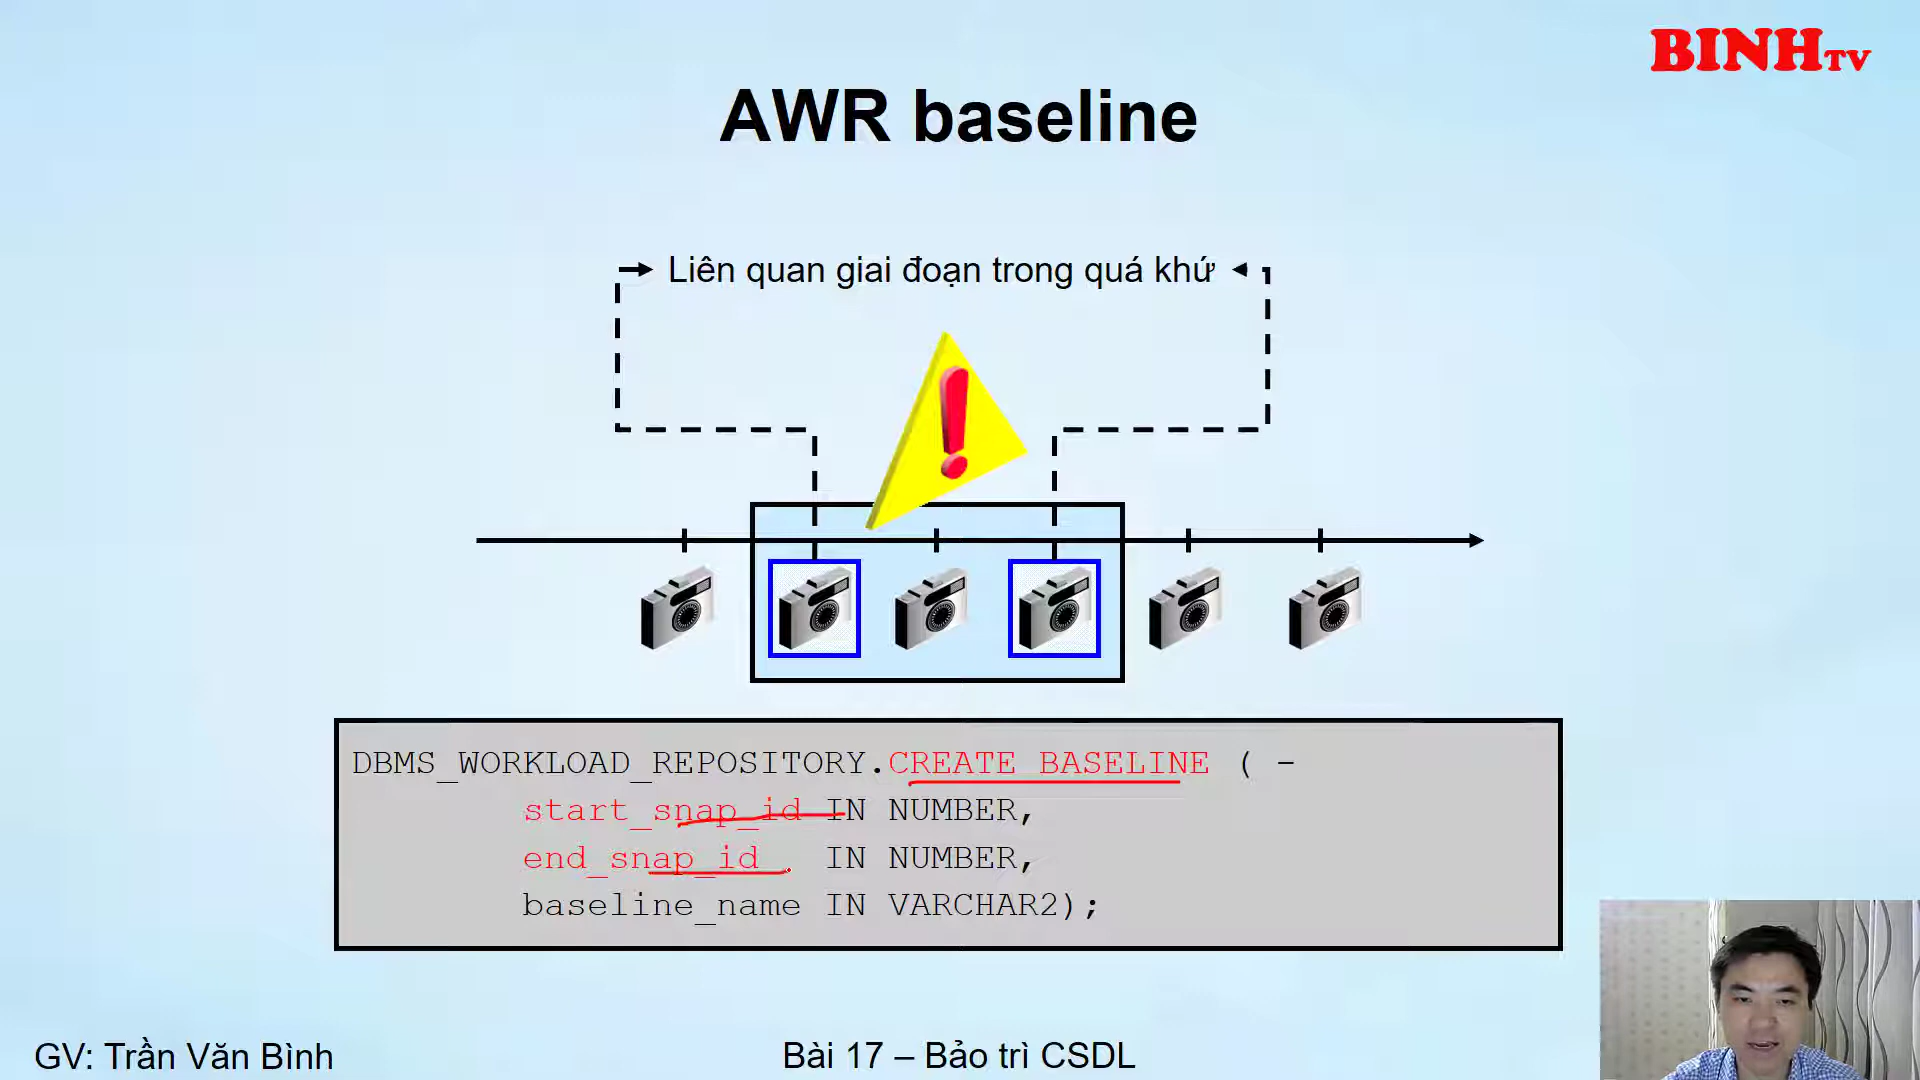 BINHTV
AWR baseline
Liên quan giai đoạn trong quá khứ
DBMS_WORKLOAD_REPOSITORY.CREATE_BASELINE ( -
start_snap_id IN NUMBER,
end_snap_id IN NUMBER,
baseline_name IN VARCHAR2);
GV: Trần Văn Bình
Bài 17 – Bảo trì CSDL